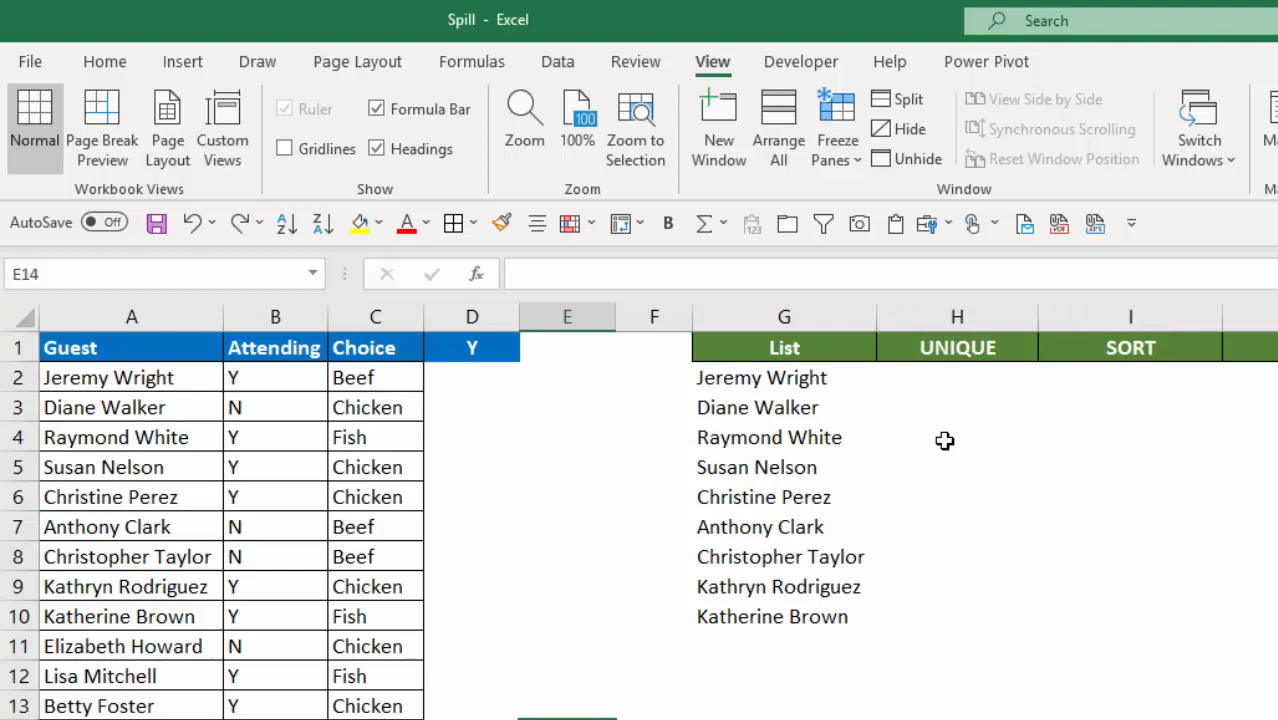 Spill - Excel
Search
File Home Insert Draw Page Layout Formulas Data Review View Developer Help Power Pivot
Normal
Page Break Preview
Page Layout
Custom Views
Workbook Views
Ruler
Formula Bar
Gridlines
Headings
Show
Zoom
100
100%
Zoom to Selection
Zoom
New Window
Arrange All
Freeze Panes
Split
Hide
Unhide
View Side by Side
Synchronous Scrolling
Reset Window Position
Window
Switch Windows
AutoSave Off
E14
fx
A B C D E F G H I
1 Guest Attending Choice Y List UNIQUE SORT
2 Jeremy Wright Y Beef Jeremy Wright
3 Diane Walker N Chicken Diane Walker
4 Raymond White Y Fish Raymond White
5 Susan Nelson Y Chicken Susan Nelson
6 Christine Perez Y Chicken Christine Perez
7 Anthony Clark N Beef Anthony Clark
8 Christopher Taylor N Beef Christopher Taylor
9 Kathryn Rodriguez Y Chicken Kathryn Rodriguez
10 Katherine Brown Y Fish Katherine Brown
11 Elizabeth Howard N Chicken
12 Lisa Mitchell Y Fish
13 Betty Foster Y Chicken